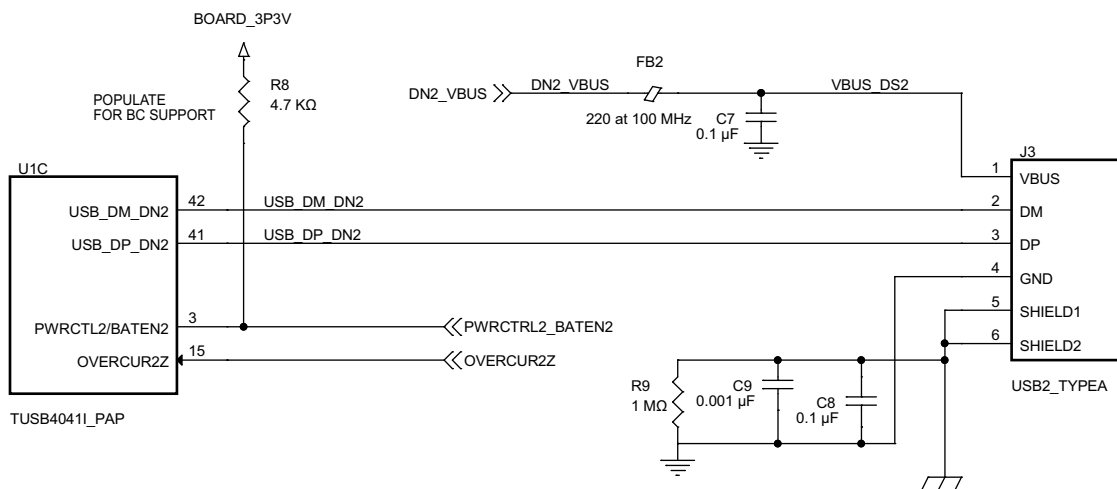 BOARD_3P3V
FB2
R8
4.7 KΩ
DN2_VBUS
DN2_VBUS
VBUS_DS2
POPULATE
FOR BC SUPPORT
220 at 100 MHz
C7
0.1 µF
U1C
J3
1
VBUS
USB_DM_DN2
42
USB_DM_DN2
2
DM
USB_DP_DN2
41
USB_DP_DN2
3
DP
4
GND
PWRCTL2/BATEN2
3
PWRCTRL2_BATEN2
5
SHIELD1
OVERCUR2Z
15
OVERCUR2Z
6
SHIELD2
R9
1 MΩ
C9
0.001 µF
C8
0.1 µF
USB2_TYPEA
TUSB4041I_PAP